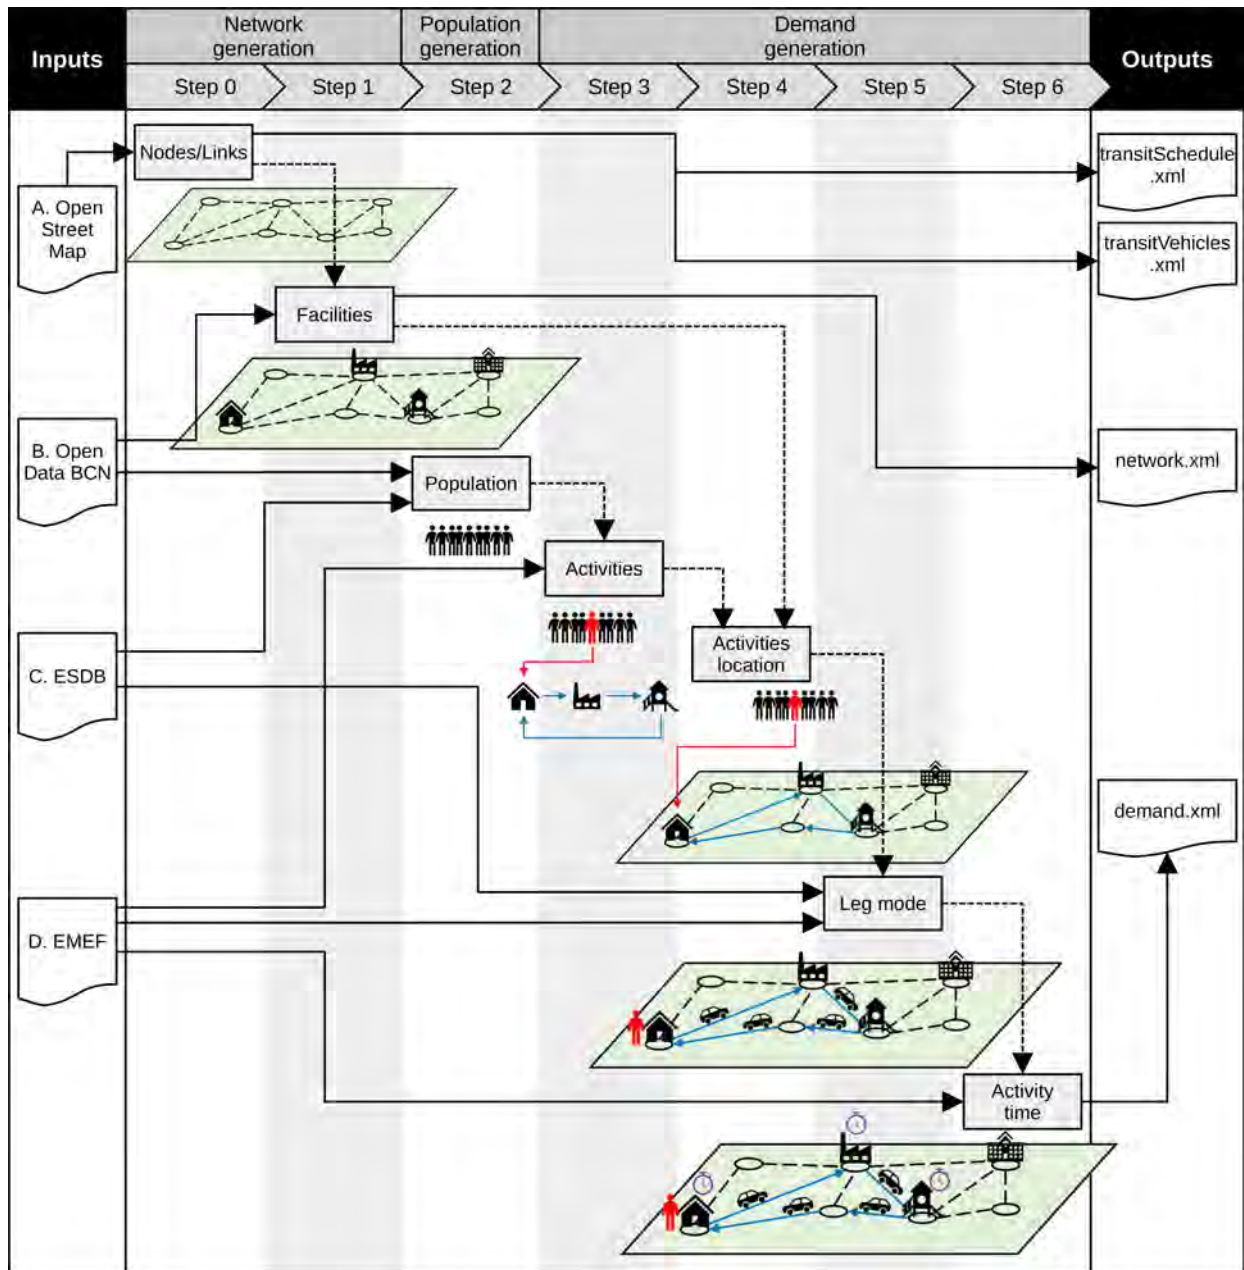 Inputs
Network
generation
Population
generation
Demand
generation
Outputs
Step 0
Step 1
Step 2
Step 3
Step 4
Step 5
Step 6
Nodes/Links
transitSchedule
.xml
A. Open
Street
Map
transitVehicles
.xml
Facilities
B. Open
Data BCN
network.xml
Population
Activities
Activities
location
C. ESDB
demand.xml
Leg mode
D. EMEF
Activity
time